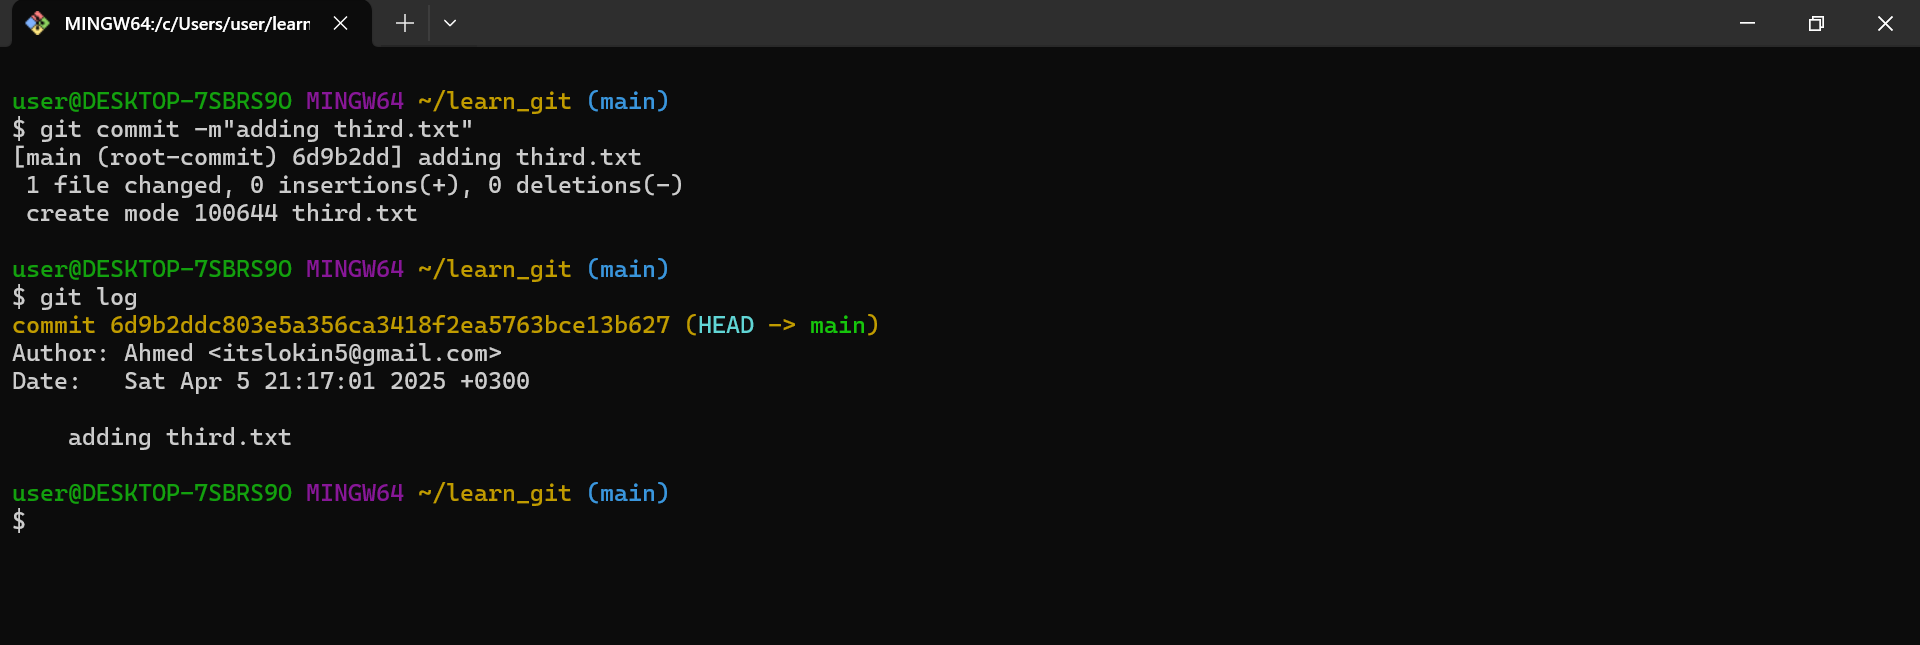 MINGW64:/c/Users/user/learn
user@DESKTOP-7SBRS9O MINGW64 ~/learn_git (main)
$ git commit -m"adding third.txt"
[main (root-commit) 6d9b2dd] adding third.txt
 1 file changed, 0 insertions(+), 0 deletions(-)
 create mode 100644 third.txt
user@DESKTOP-7SBRS9O MINGW64 ~/learn_git (main)
$ git log
commit 6d9b2ddc803e5a356ca3418f2ea5763bce13b627 (HEAD -> main)
Author: Ahmed <itslokin5@gmail.com>
Date:   Sat Apr 5 21:17:01 2025 +0300
    adding third.txt
user@DESKTOP-7SBRS9O MINGW64 ~/learn_git (main)
$